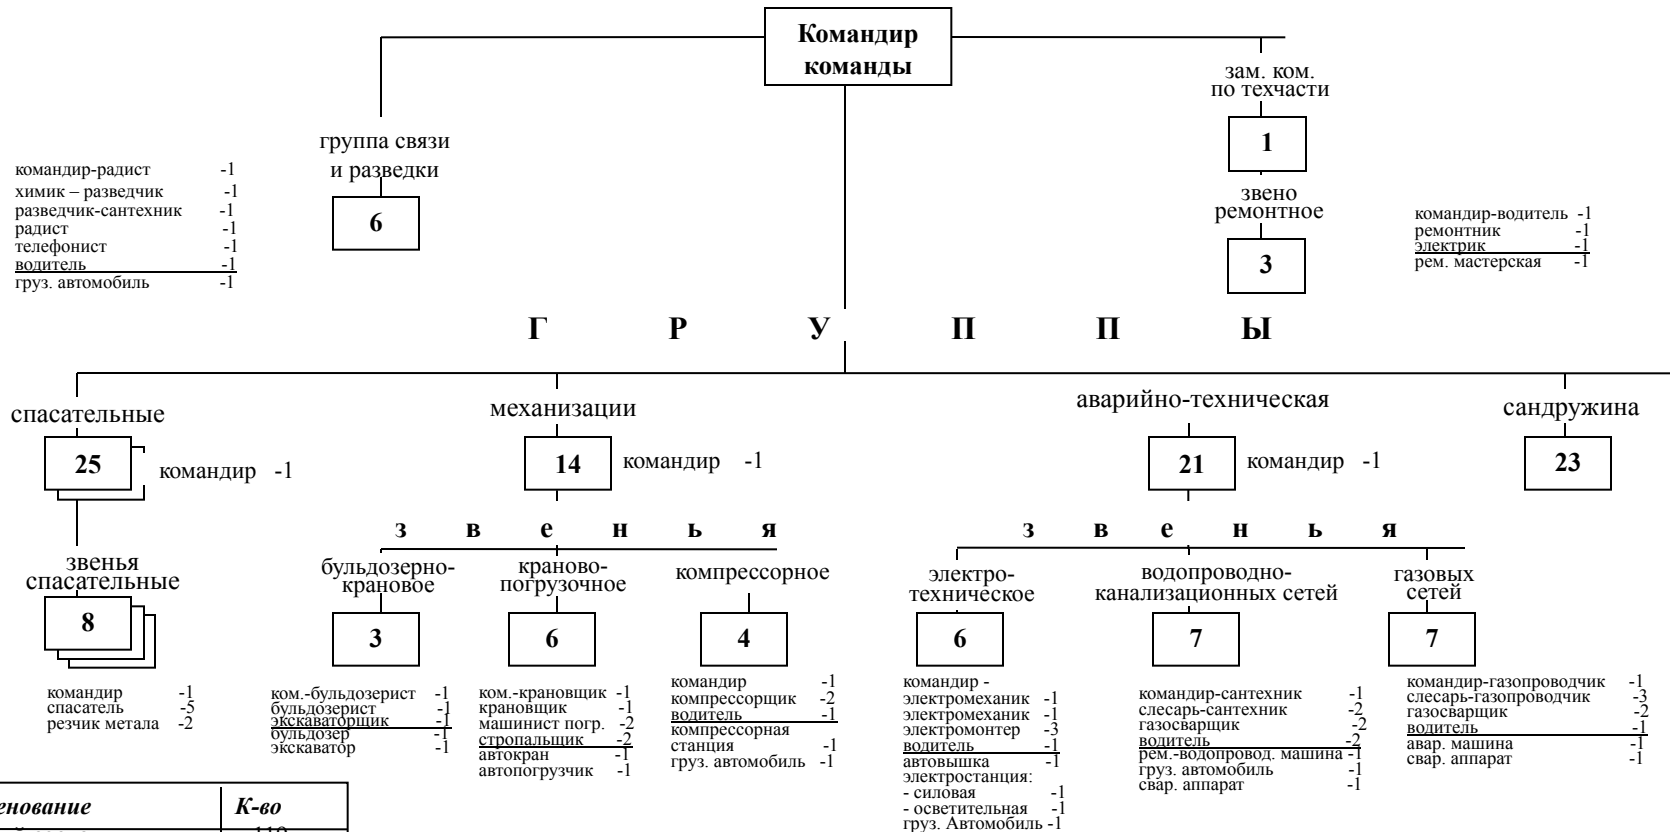 Командир
команды
зам. ком.
по техчасти
1
группа связи
и разведки
6
командир-радист -1
химик – разведчик -1
разведчик-сантехник -1
радист -1
телефонист -1
водитель -1
груз. автомобиль -1
звено
ремонтное
3
командир-водитель -1
ремонтник -1
электрик -1
рем. мастерская -1
Г Р У П П Ы
спасательные
25
командир -1
механизации
14
командир -1
аварийно-техническая
21
командир -1
сандружина
23
з в е н ь я
з в е н ь я
звенья
спасательные
8
командир -1
спасатель -5
резчик метала -2
бульдозерно-
крановое
3
ком.-бульдозерист -1
бульдозерист -1
экскаваторщик -1
бульдозер -1
экскаватор -1
краново-
погрузочное
6
ком.-крановщик -1
крановщик -1
машинист погр. -2
стропальщик -2
автокран -1
автопогрузчик -1
компрессорное
4
командир -1
компрессорщик -2
водитель -1
компрессорная
станция -1
груз. автомобиль -1
электро-
техническое
6
командир -
электромеханик -1
электромеханик -1
электромонтер -3
водитель -1
автовышка -1
электростанция:
- силовая -1
- осветительная -1
груз. Автомобиль -1
водопроводно-
канализационных сетей
7
командир-сантехник -1
слесарь-сантехник -2
газосварщик -2
водитель -2
рем.-водопровод. машина -1
груз. автомобиль -1
свар. аппарат -1
газовых
сетей
7
командир-газопроводчик -1
слесарь-газопроводчик -3
газосварщик -2
водитель -1
авар. машина -1
свар. аппарат -1
енование К-во